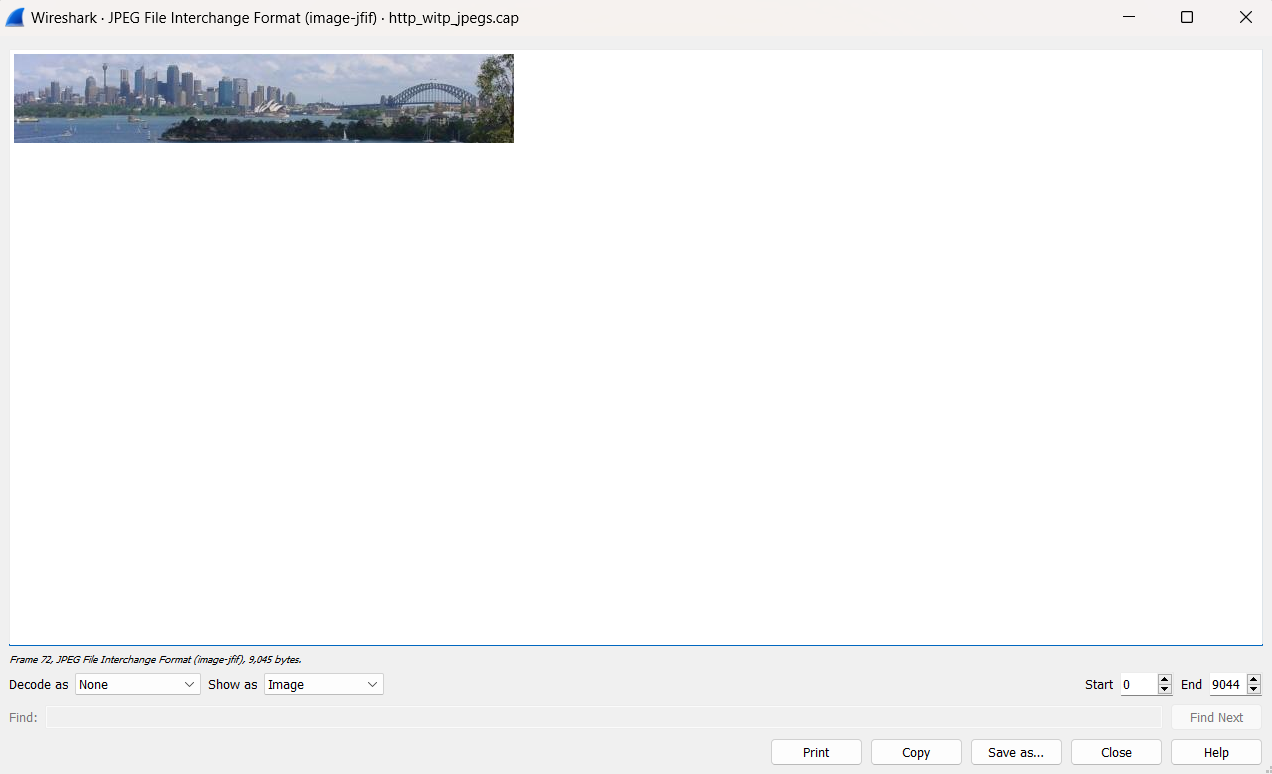 Wireshark · JPEG File Interchange Format (image-jfif) · http_witp_jpegs.cap
Frame 72, JPEG File Interchange Format (image-jfif), 9,045 bytes.
Decode as None Show as Image Start 0 End 9044
Find: Find Next
Print Copy Save as... Close Help